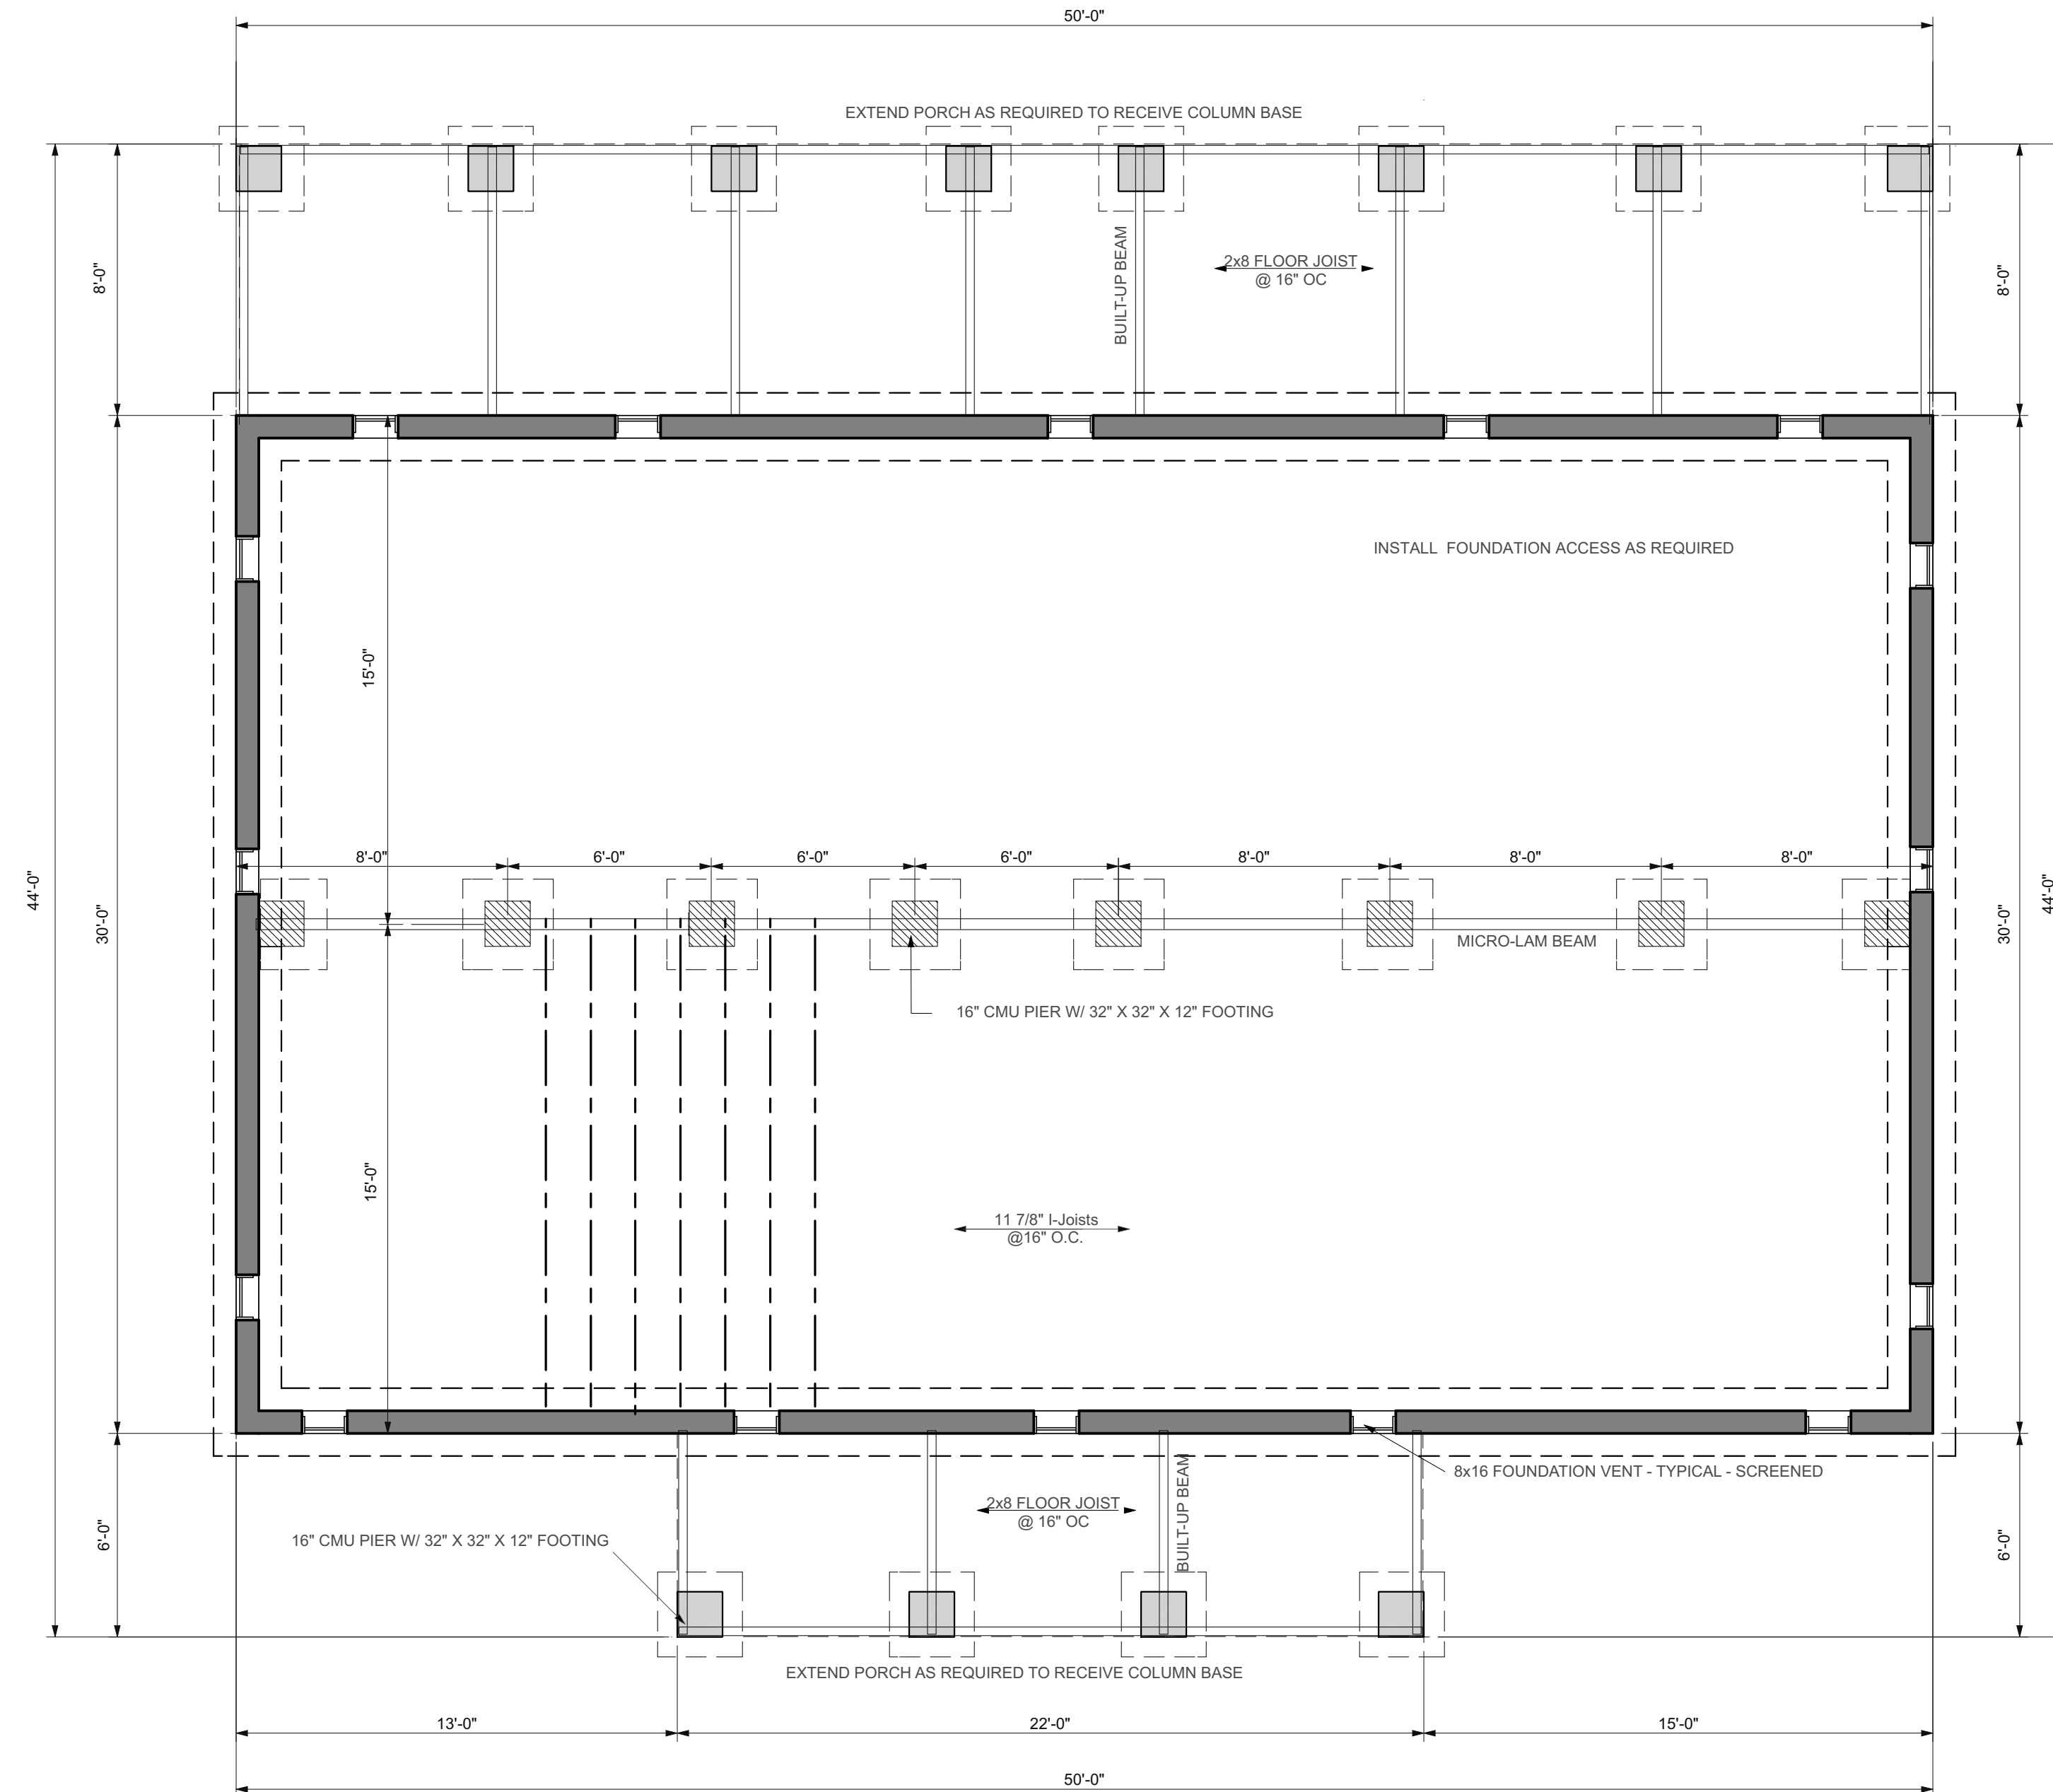 50'-0"
EXTEND PORCH AS REQUIRED TO RECEIVE COLUMN BASE
8'-0"
BUILT-UP BEAM
2x8 FLOOR JOIST
@ 16" OC
8'-0"
INSTALL  FOUNDATION ACCESS AS REQUIRED
15'-0"
8'-0"
6'-0"
6'-0"
6'-0"
8'-0"
8'-0"
8'-0"
44'-0"
30'-0"
30'-0"
44'-0"
MICRO-LAM BEAM
16" CMU PIER W/ 32" X 32" X 12" FOOTING
15'-0"
11 7/8" I-Joists
@16" O.C.
8x16 FOUNDATION VENT - TYPICAL - SCREENED
6'-0"
2x8 FLOOR JOIST
@ 16" OC
BUILT-UP BEAM
6'-0"
16" CMU PIER W/ 32" X 32" X 12" FOOTING
EXTEND PORCH AS REQUIRED TO RECEIVE COLUMN BASE
13'-0"
22'-0"
15'-0"
50'-0"